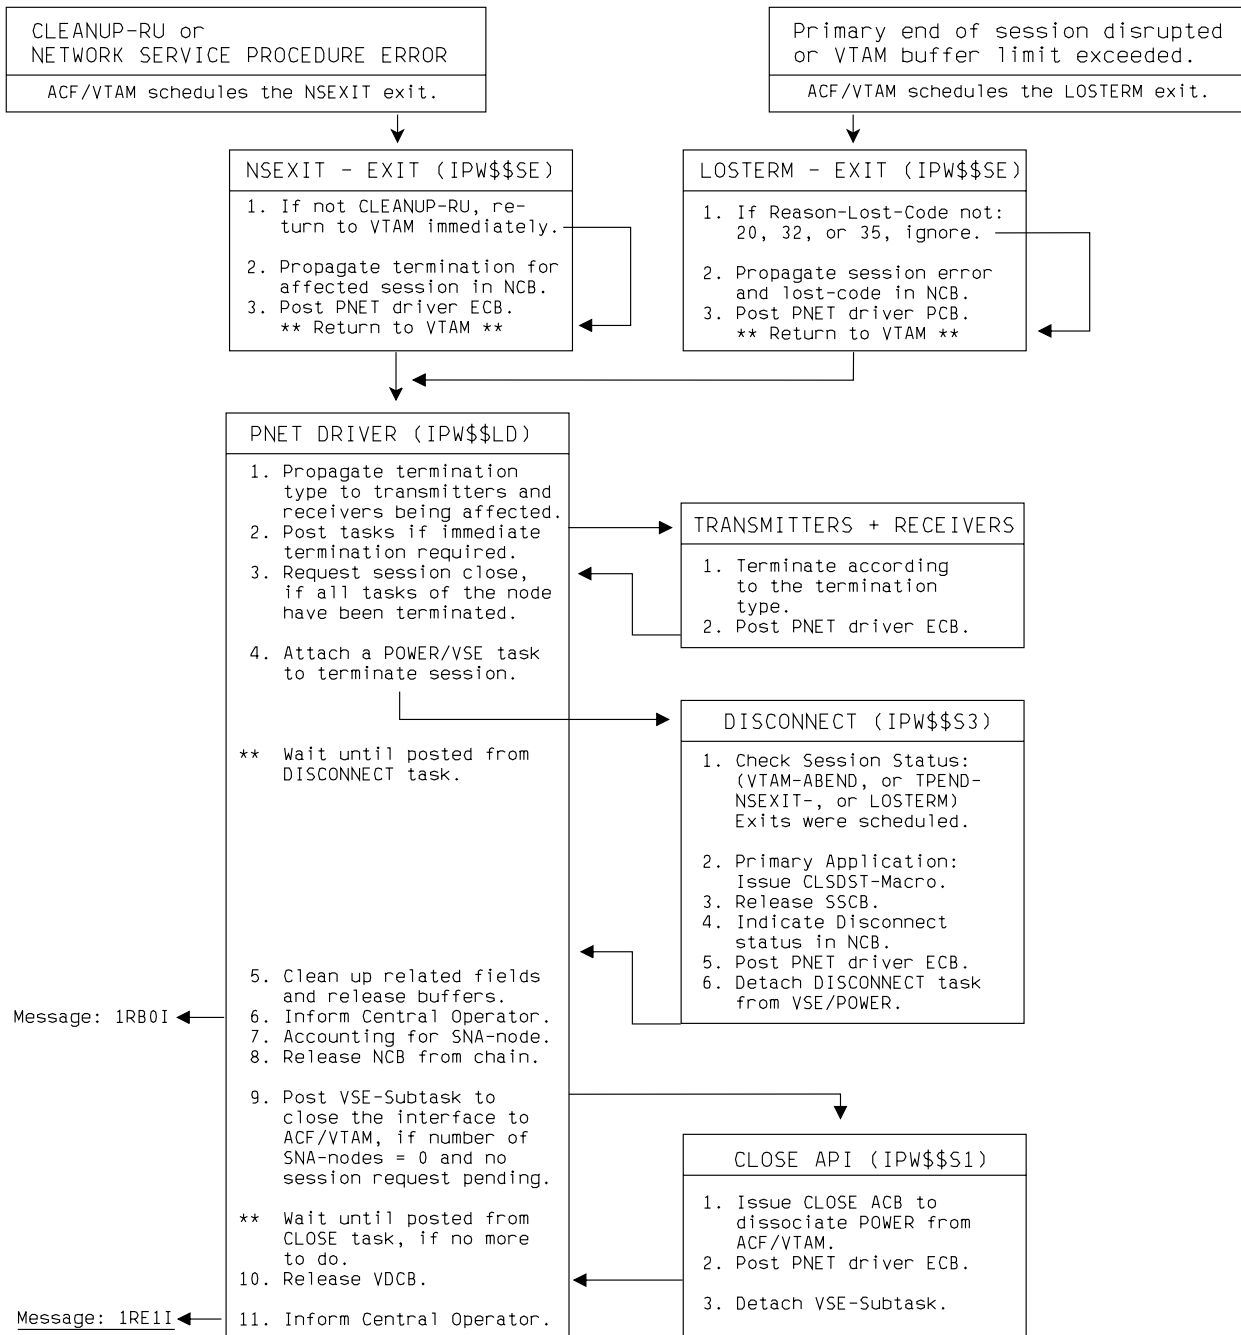 CLEANUP-RU or
NETWORK SERVICE PROCEDURE ERROR
ACF/VTAM schedules the NSEXIT exit.
Primary end of session disrupted
or VTAM buffer limit exceeded.
ACF/VTAM schedules the LOSTERM exit.
NSEXIT - EXIT (IPW$$SE)
1. If not CLEANUP-RU, re-
turn to VTAM immediately.
2. Propagate termination for
affected session in NCB.
3. Post PNET driver ECB.
** Return to VTAM **
LOSTERM - EXIT (IPW$$SE)
1. If Reason-Lost-Code not:
20, 32, or 35, ignore.
2. Propagate session error
and lost-code in NCB.
3. Post PNET driver PCB.
** Return to VTAM **
PNET DRIVER (IPW$$LD)
1. Propagate termination
type to transmitters and
receivers being affected.
2. Post tasks if immediate
termination required.
3. Request session close,
if all tasks of the node
have been terminated.
4. Attach a POWER/VSE task
to terminate session.
** Wait until posted from
DISCONNECT task.
TRANSMITTERS + RECEIVERS
1. Terminate according
to the termination
type.
2. Post PNET driver ECB.
DISCONNECT (IPW$$S3)
1. Check Session Status:
(VTAM-ABEND, or TPEND-
NSEXIT-, or LOSTERM)
Exits were scheduled.
2. Primary Application:
Issue CLSDST-Macro.
3. Release SSCB.
4. Indicate Disconnect
status in NCB.
5. Post PNET driver ECB.
6. Detach DISCONNECT task
from VSE/POWER.
5. Clean up related fields
and release buffers.
Message: 1RB0I
6. Inform Central Operator.
7. Accounting for SNA-node.
8. Release NCB from chain.
9. Post VSE-Subtask to
close the interface to
ACF/VTAM, if number of
SNA-nodes = 0 and no
session request pending.
** Wait until posted from
CLOSE task, if no more
to do.
10. Release VDCB.
Message: 1RE1I
11. Inform Central Operator.
CLOSE API (IPW$$S1)
1. Issue CLOSE ACB to
dissociate POWER from
ACF/VTAM.
2. Post PNET driver ECB.
3. Detach VSE-Subtask.